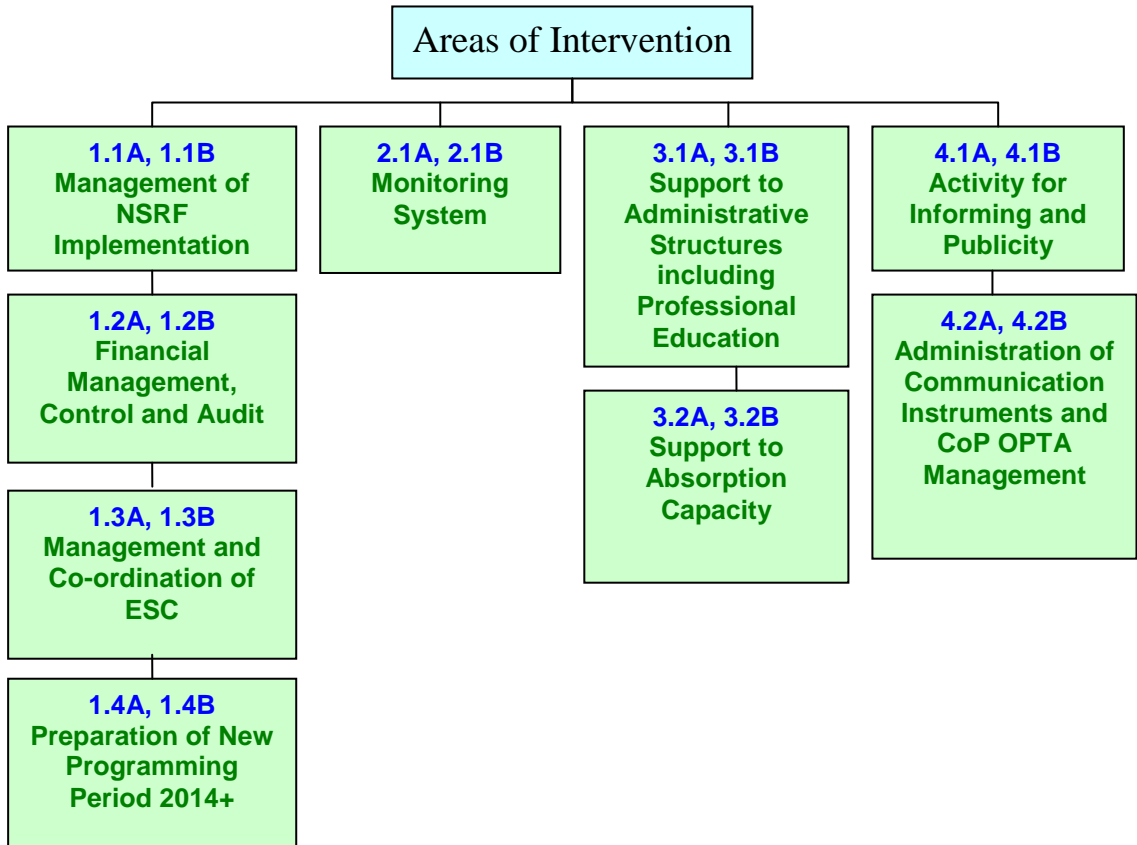 Areas of Intervention
1.1A, 1.1B
Management of
NSRF
Implementation
1.2A, 1.2B
Financial
Management,
Control and Audit
1.3A, 1.3B
Management and
Co-ordination of
ESC
1.4A, 1.4B
Preparation of New
Programming
Period 2014+
2.1A, 2.1B
Monitoring
System
3.1A, 3.1B
Support to
Administrative
Structures
including
Professional
Education
3.2A, 3.2B
Support to
Absorption
Capacity
4.1A, 4.1B
Activity for
Informing and
Publicity
4.2A, 4.2B
Administration of
Communication
Instruments and
CoP OPTA
Management